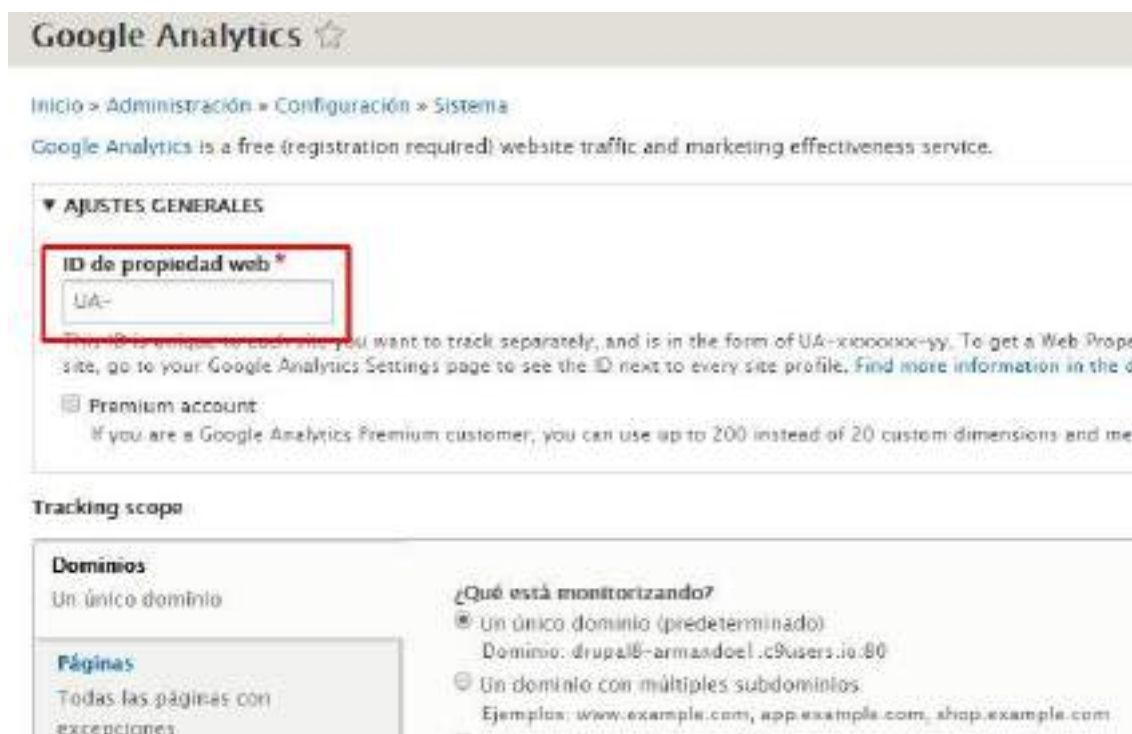 Google Analytics
Inicio » Administración » Configuración » Sistema
Google Analytics is a free (registration required) website traffic and marketing effectiveness service.
▼ AJUSTES GENERALES
ID de propiedad web *
UA-
This ID is unique to each site you want to track separately, and is in the form of UA-xxxxxxx-yy. To get a Web Prope
site, go to your Google Analytics Settings page to see the ID next to every site profile. Find more information in the d
Premium account
If you are a Google Analytics Premium customer, you can use up to 200 instead of 20 custom dimensions and me
Tracking scope
Dominios
Un único dominio
¿Qué está monitorizando?
Un único dominio (predeterminado)
Dominio: drupal8-armandoel.c9users.io:80
Páginas
Todas las páginas con
excepciones
Un dominio con múltiples subdominios
Ejemplos: www.example.com, app.example.com, shop.example.com